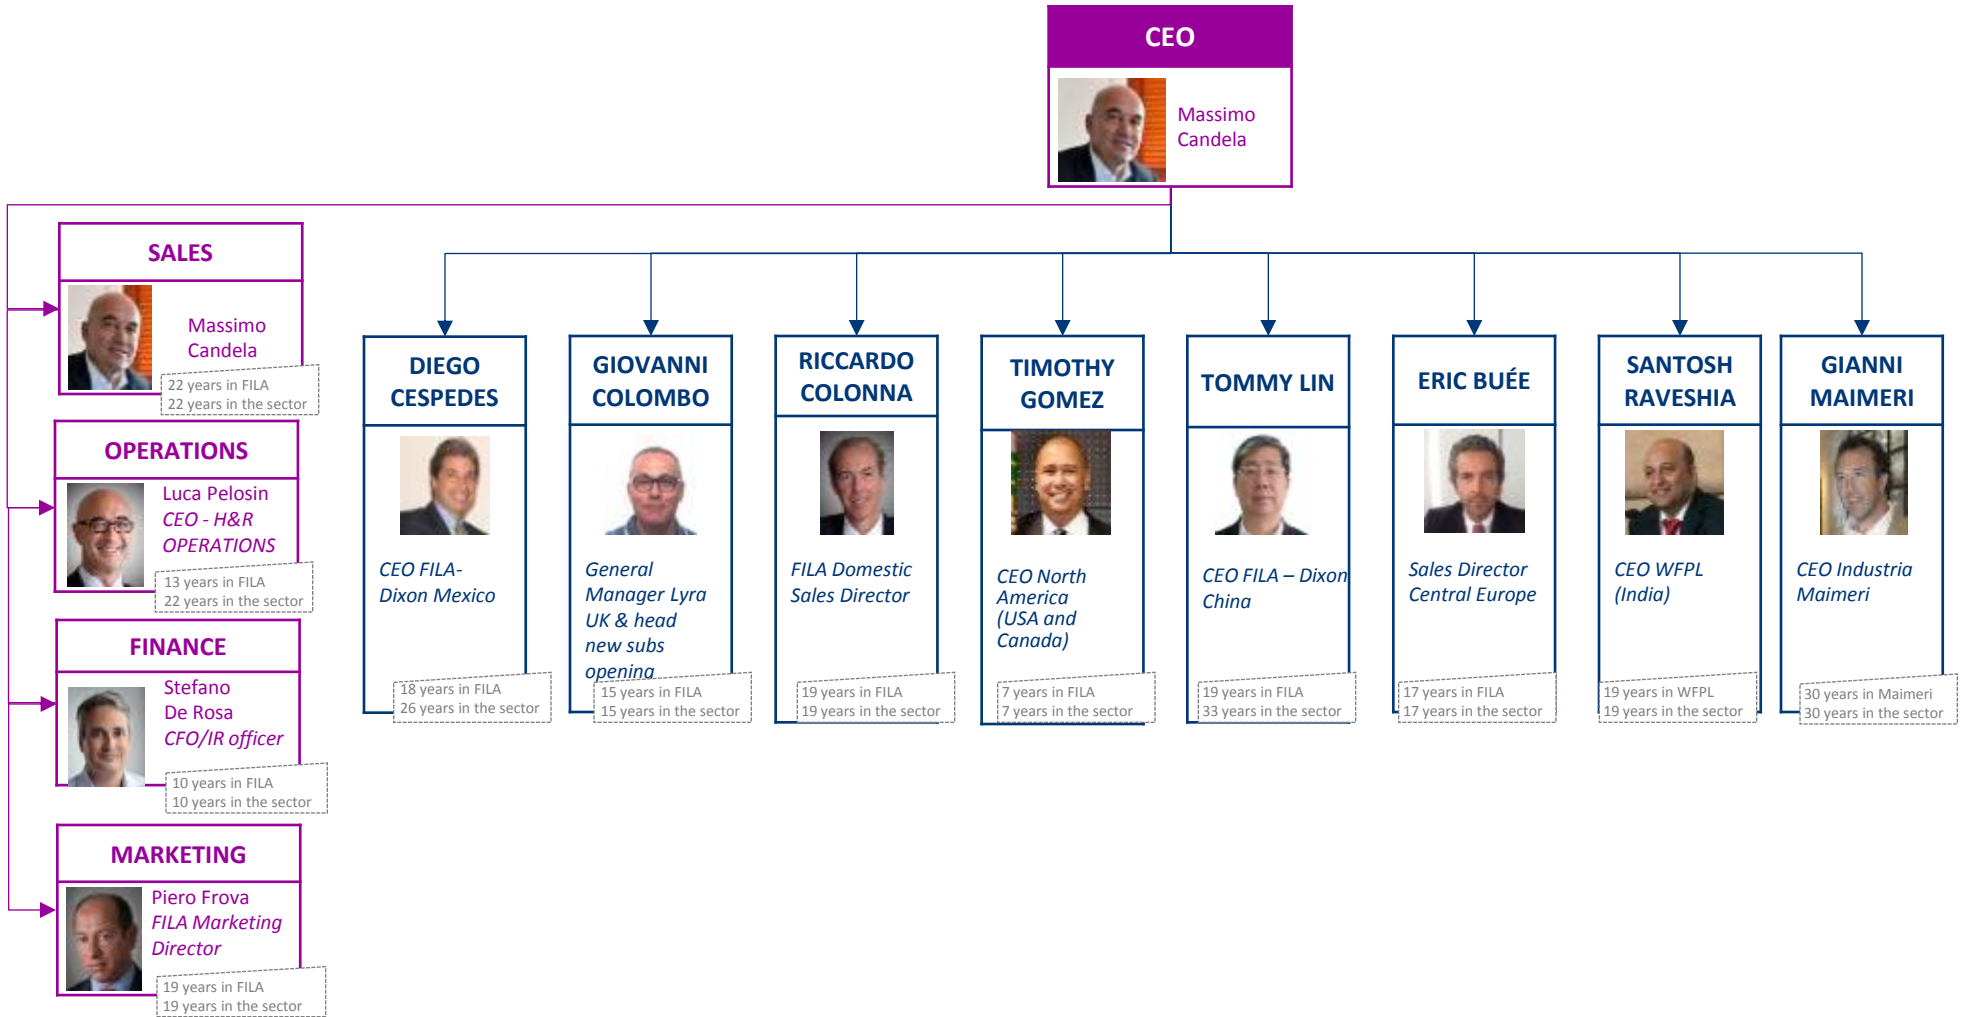 CEO
Massimo
Candela
SALES
Massimo
Candela
22 years in FILA
22 years in the sector
OPERATIONS
Luca Pelosin
CEO - H&R
OPERATIONS
13 years in FILA
22 years in the sector
FINANCE
Stefano
De Rosa
CFO/IR officer
10 years in FILA
10 years in the sector
MARKETING
Piero Frova
FILA Marketing
Director
19 years in FILA
19 years in the sector
DIEGO
CESPEDES
CEO FILA-
Dixon Mexico
18 years in FILA
26 years in the sector
GIOVANNI
COLOMBO
General
Manager Lyra
UK & head
new subs
opening
15 years in FILA
15 years in the sector
RICCARDO
COLONNA
FILA Domestic
Sales Director
19 years in FILA
19 years in the sector
TIMOTHY
GOMEZ
CEO North
America
(USA and
Canada)
7 years in FILA
7 years in the sector
TOMMY LIN
CEO FILA – Dixon
China
19 years in FILA
33 years in the sector
ERIC BUÉE
Sales Director
Central Europe
17 years in FILA
17 years in the sector
SANTOSH
RAVESHIA
CEO WFPL
(India)
19 years in WFPL
19 years in the sector
GIANNI
MAIMERI
CEO Industria
Maimeri
30 years in Maimeri
30 years in the sector